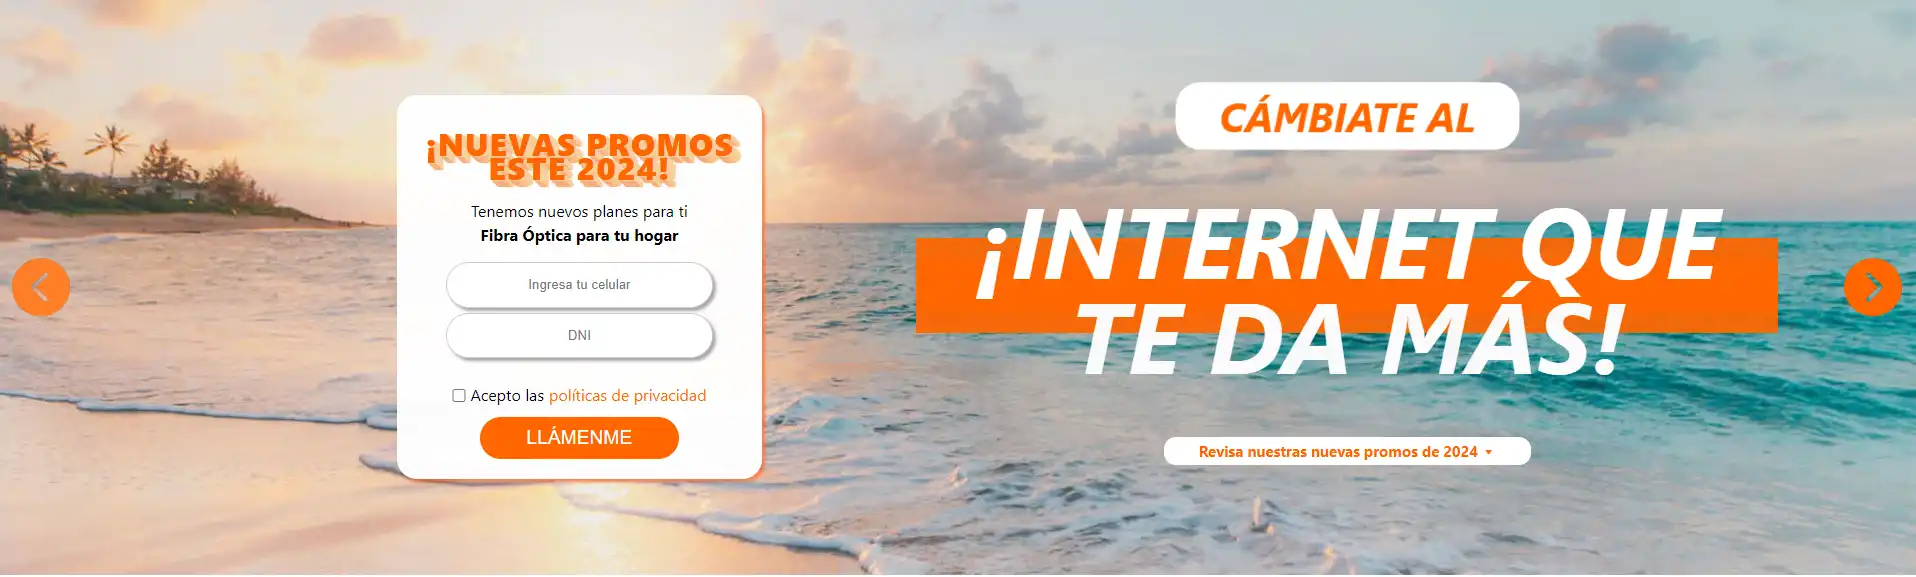 ¡NUEVAS PROMOS
ESTE 2024!
Tenemos nuevos planes para ti
Fibra Óptica para tu hogar
Ingresa tu celular
DNI
Acepto las políticas de privacidad
LLÁMENME
CÁMBIATE AL
¡INTERNET QUE
TE DA MÁS!
Revisa nuestras nuevas promos de 2024